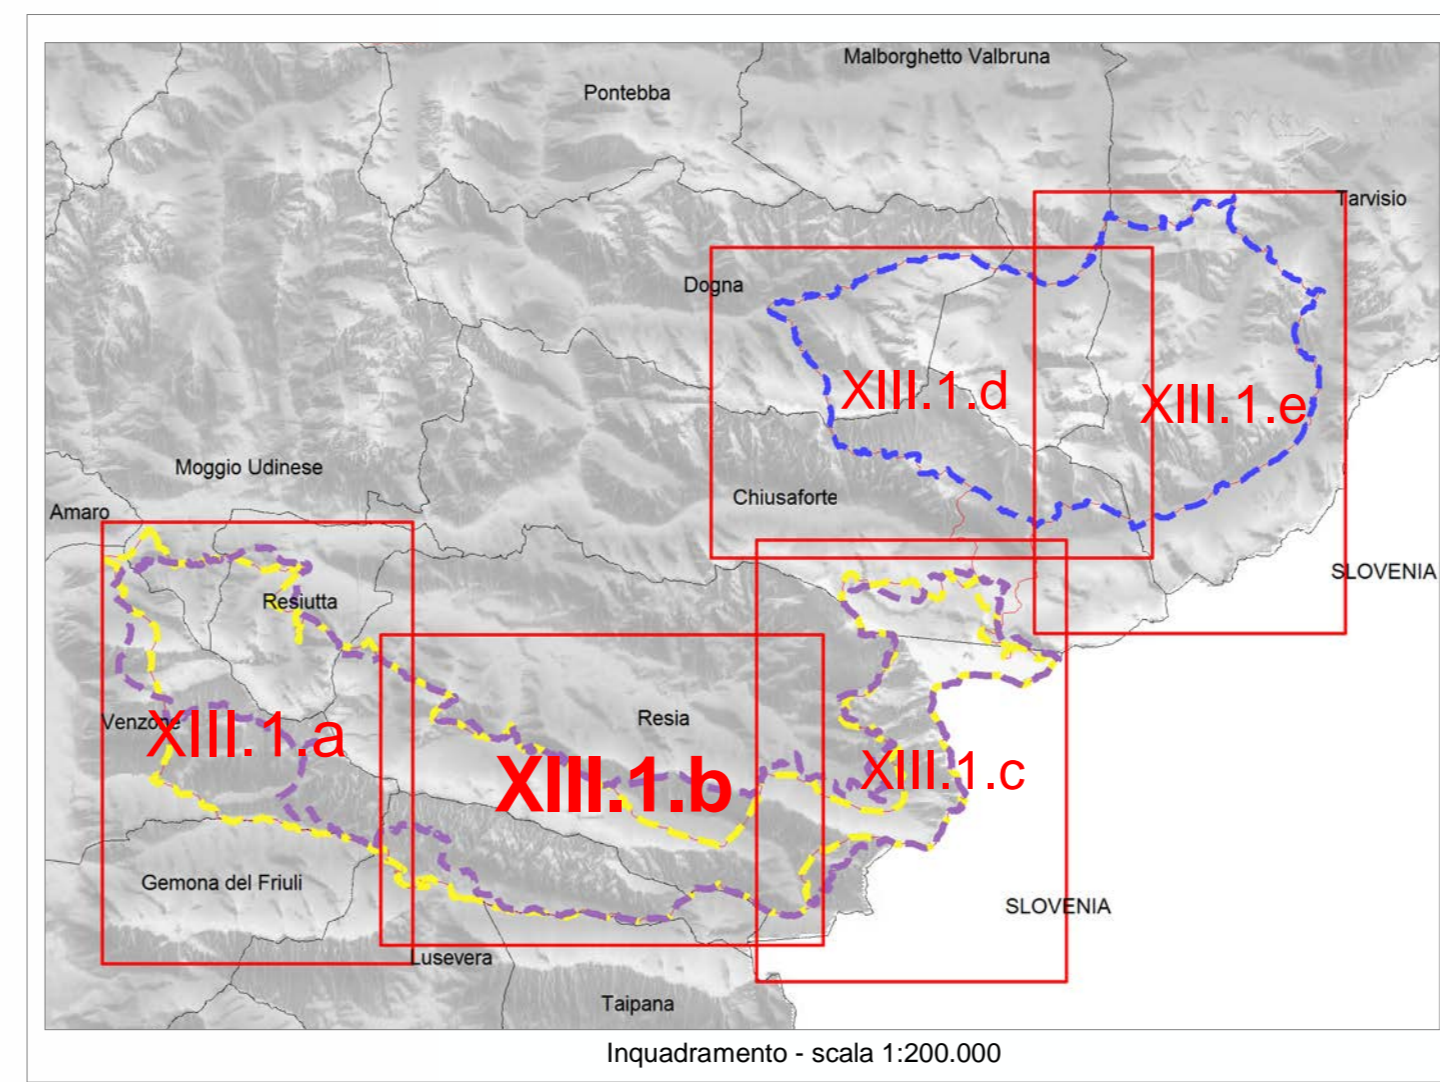 Malborghetto Valbruna
Pontebba
Tarvisio
Dogna
XIII.1.d
XIII.1.e
Moggio Udinese
Chiusaforte
Amaro
SLOVENIA
Resiutta
Resia
Venzone
XIII.1.a
XIII.1.b
XIII.1.c
Gemona del Friuli
SLOVENIA
Lusevera
Taipana
Inquadramento - scala 1:200.000